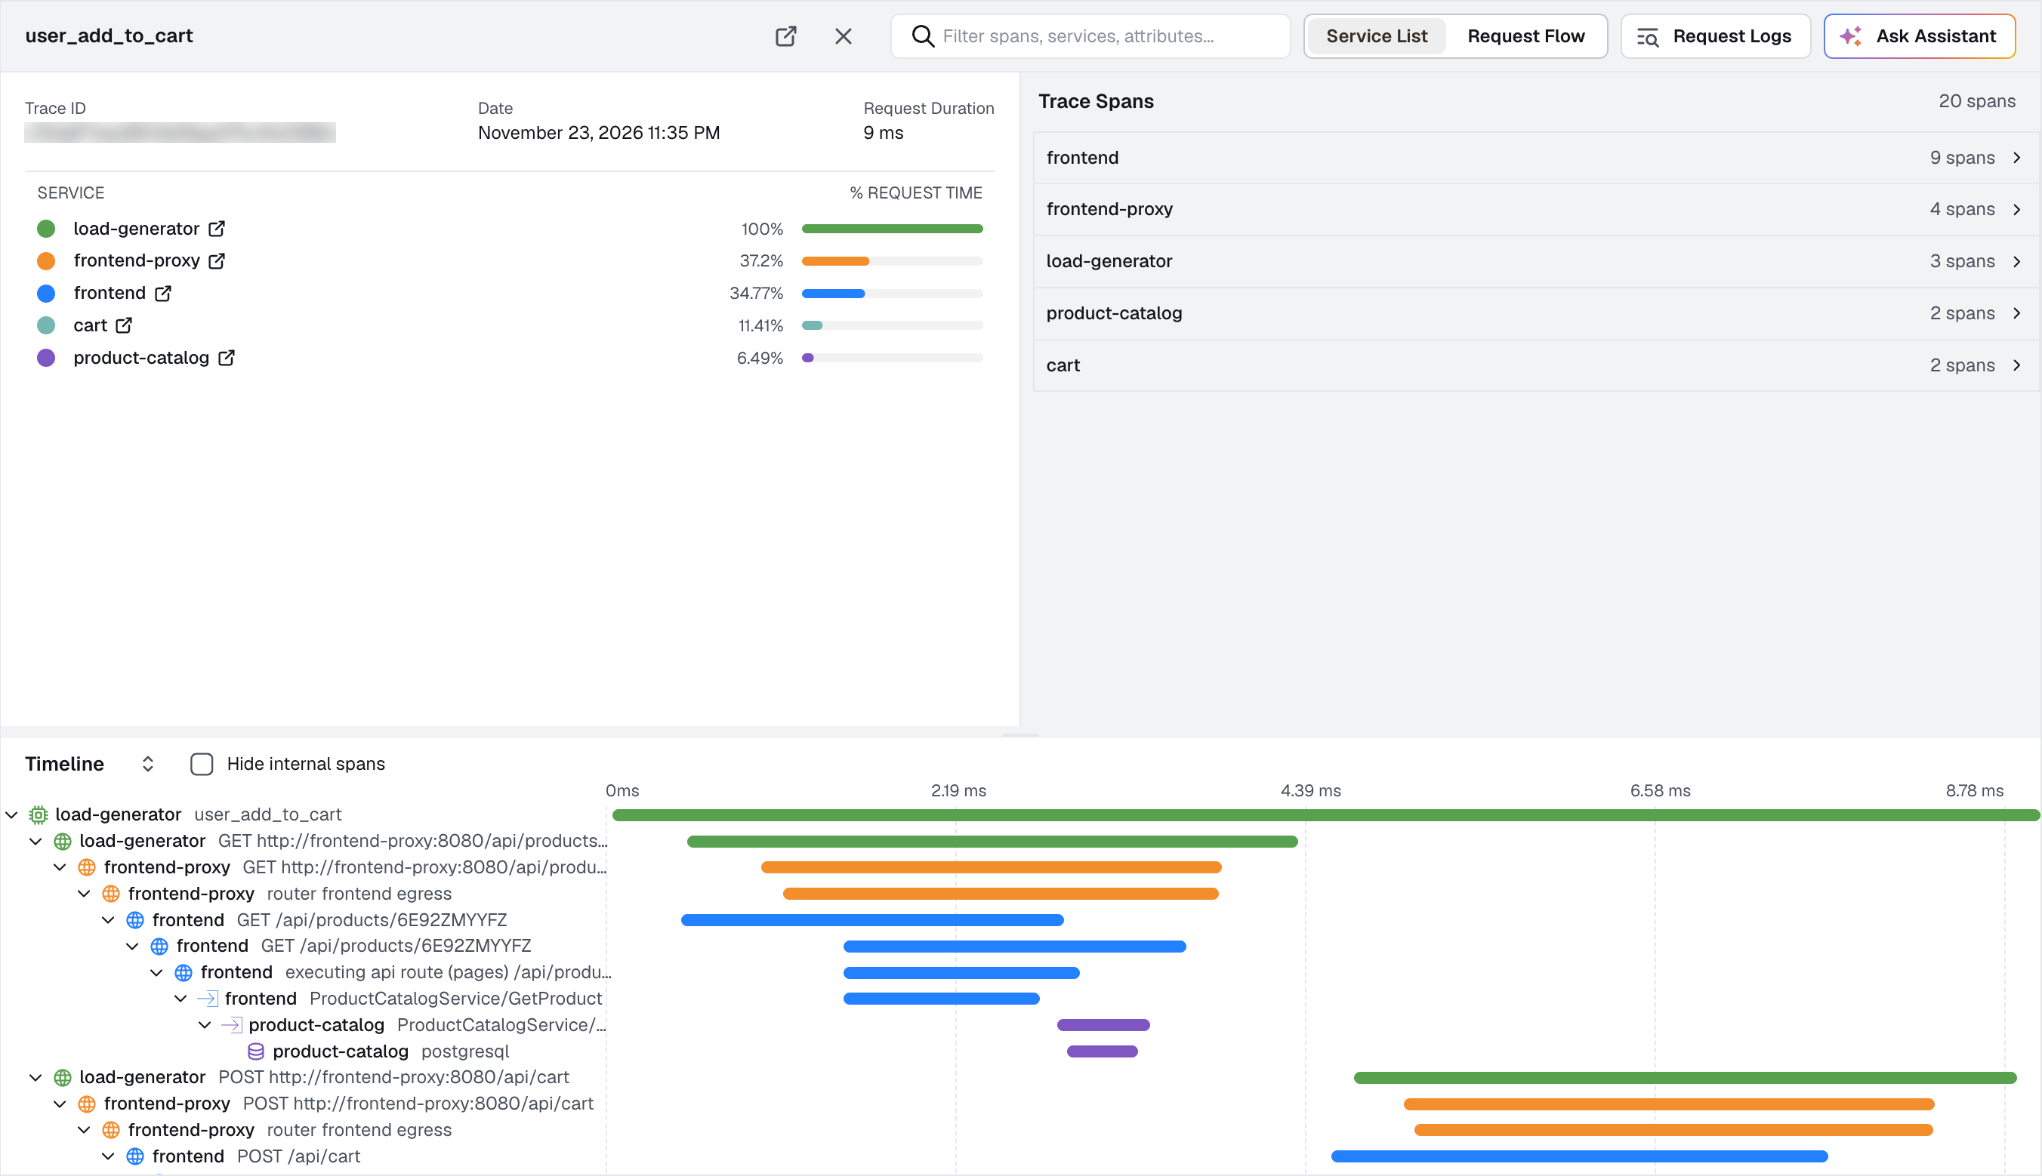 user_add_to_cart
Filter spans, services, attributes...
Service List
Request Flow
Request Logs
Ask Assistant
Trace ID
Date
November 23, 2026 11:35 PM
Request Duration
9 ms
SERVICE
% REQUEST TIME
load-generator
100%
frontend-proxy
37.2%
frontend
34.77%
cart
11.41%
product-catalog
6.49%
Trace Spans
20 spans
frontend
9 spans
frontend-proxy
4 spans
load-generator
3 spans
product-catalog
2 spans
cart
2 spans
Timeline
Hide internal spans
0ms
2.19 ms
4.39 ms
6.58 ms
8.78 ms
load-generator user_add_to_cart
load-generator GET http://frontend-proxy:8080/api/products...
frontend-proxy GET http://frontend-proxy:8080/api/produ...
frontend-proxy router frontend egress
frontend GET /api/products/6E92ZMYYFZ
frontend GET /api/products/6E92ZMYYFZ
frontend executing api route (pages) /api/produ...
frontend ProductCatalogService/GetProduct
product-catalog ProductCatalogService/...
product-catalog postgresql
load-generator POST http://frontend-proxy:8080/api/cart
frontend-proxy POST http://frontend-proxy:8080/api/cart
frontend-proxy router frontend egress
frontend POST /api/cart